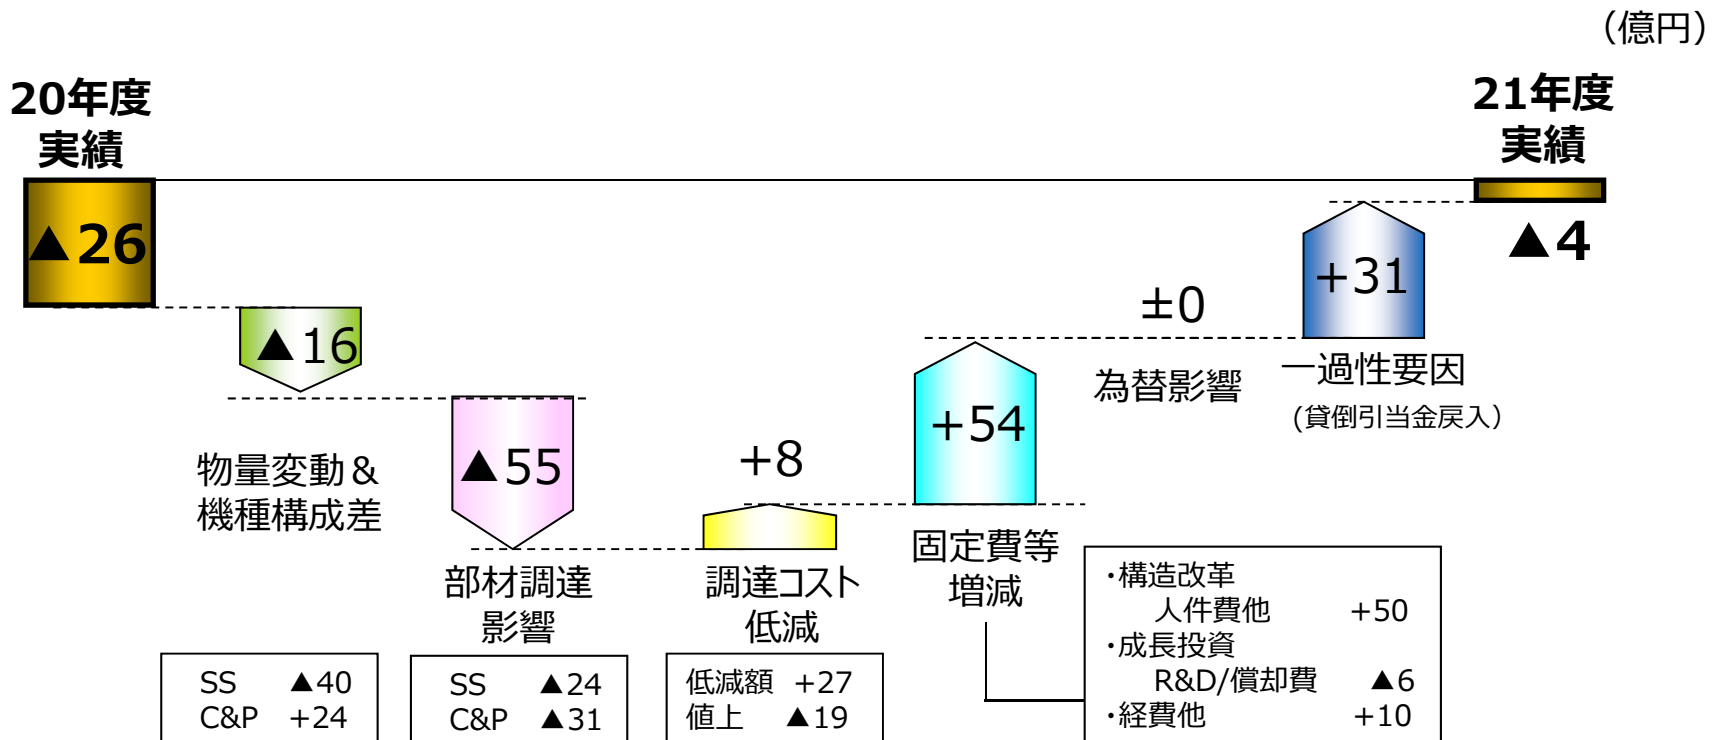 （億円）
20年度
実績
21年度
実績
▲26
▲4
▲16
物量変動＆
機種構成差
▲55
部材調達
影響
+8
調達コスト
低減
+54
固定費等
増減
±0
為替影響
+31
一過性要因
(貸倒引当金戻入）
SS ▲40
C&P +24
SS ▲24
C&P ▲31
低減額 +27
値上 ▲19
・構造改革
人件費他 +50
・成長投資
R&D/償却費 ▲6
・経費他 +10